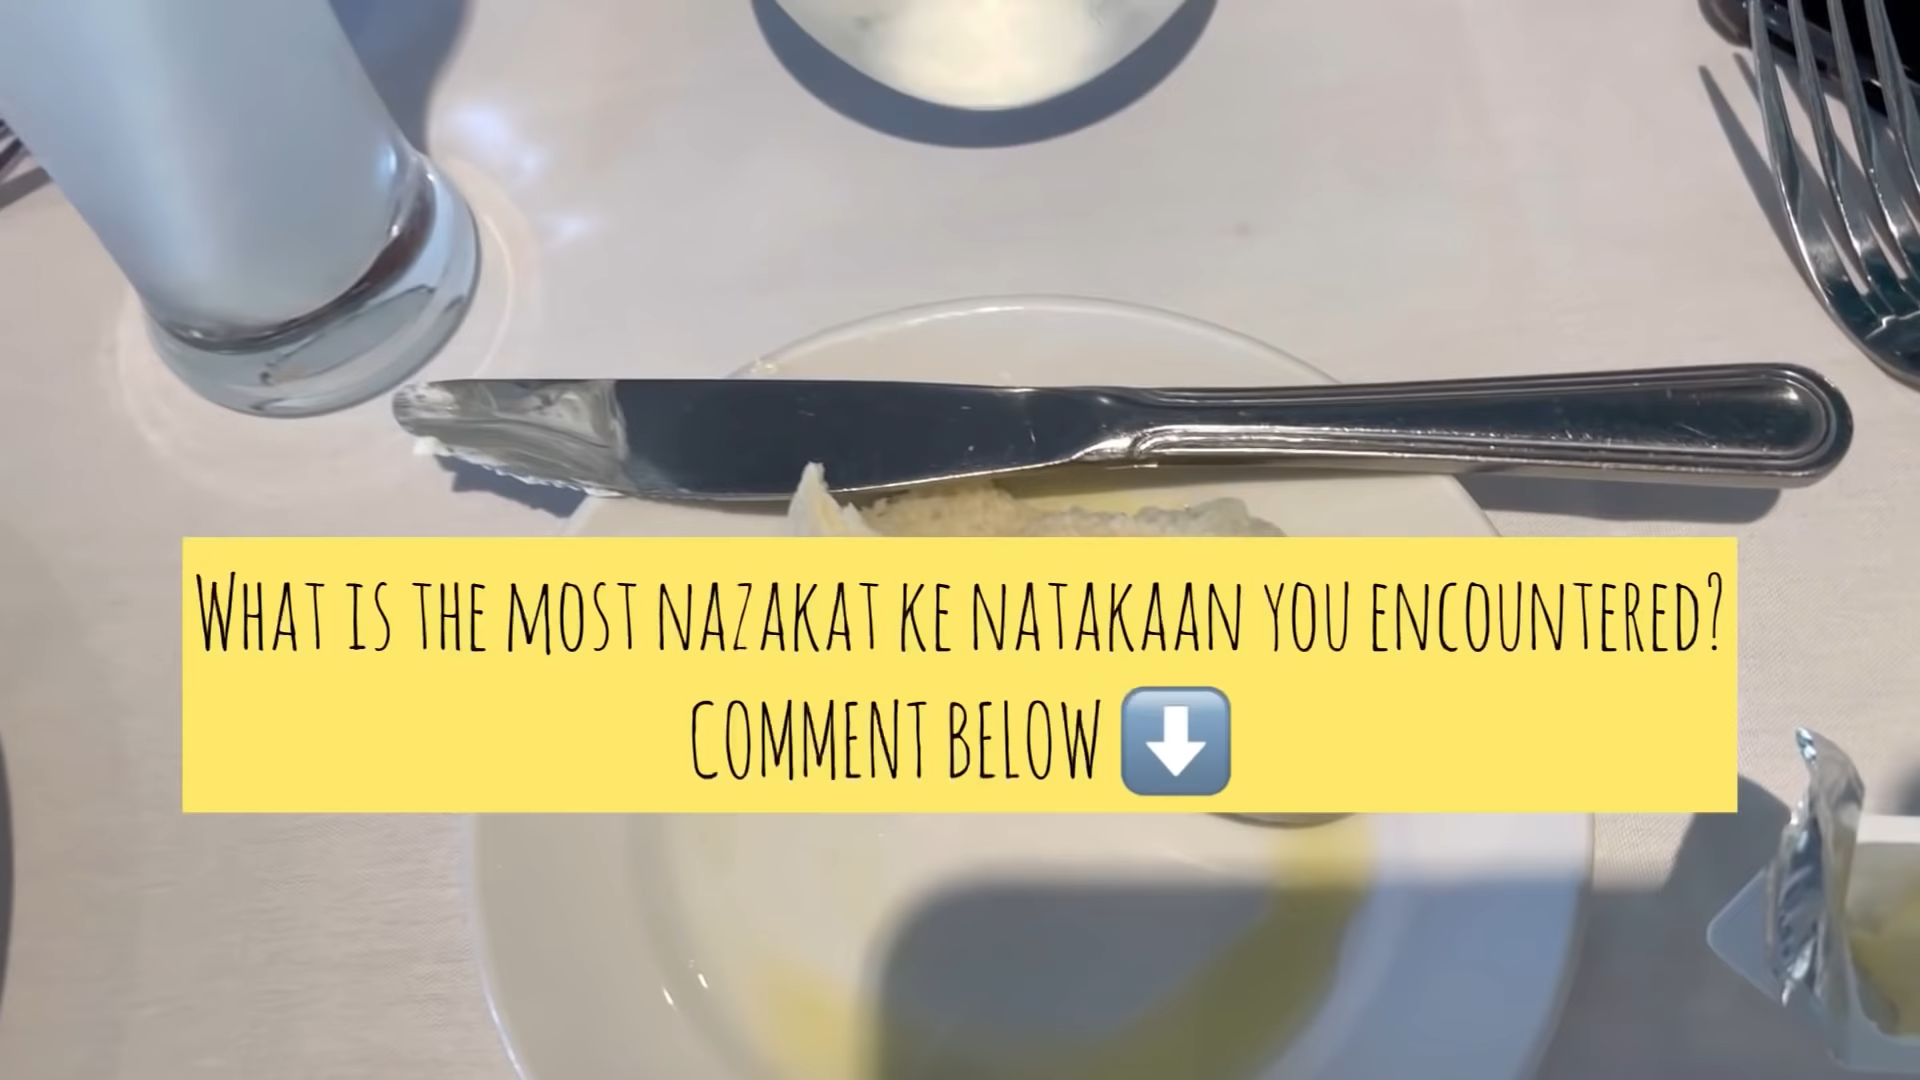 WHAT IS THE MOST NAZAKAT KE NATAKAAN YOU ENCOUNTERED?
COMMENT BELOW ⬇️